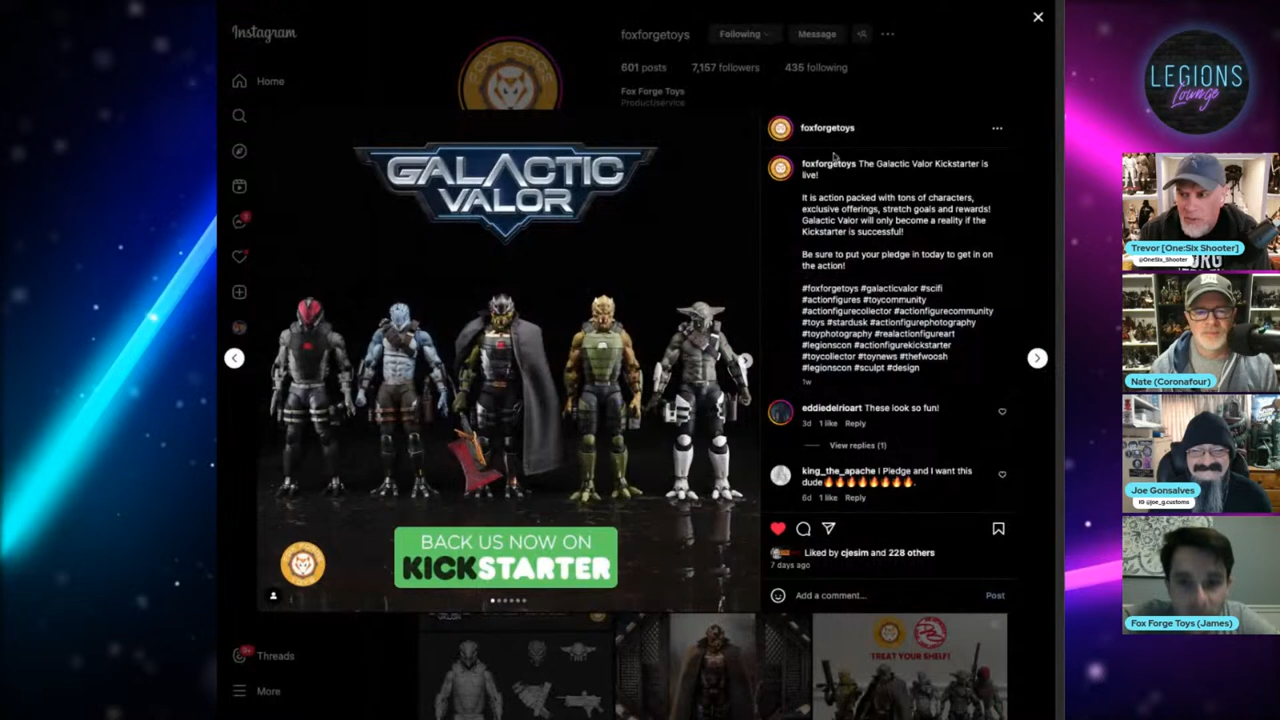 Instagram
foxforgetoys
Following
Message
601 posts
7,157 followers
435 following
Fox Forge Toys
Product/service
Home
Threads
More
GALACTIC
VALOR
BACK US NOW ON
KICKSTARTER
foxforgetoys
foxforgetoys The Galactic Valor Kickstarter is
live!
It is action packed with tons of characters,
exclusive offerings, stretch goals and rewards!
Galactic Valor will only become a reality if the
Kickstarter is successful!
Be sure to put your pledge in today to get in on
the action!
#foxforgetoys #galacticvalor #scifi
#actionfigures #toycommunity
#actionfigurecollector #actionfigurecommunity
#toys #stardusk #actionfigurephotography
#toyphotography #realactionfigureart
#legionscon #actionfigurekickstarter
#toycollector #toynews #thefwoosh
#legionscon #sculpt #design
1w
eddiedelrioart These look so fun!
3d 1 like Reply
View replies (1)
king_the_apache I Pledge and I want this
dude🔥🔥🔥🔥🔥🔥🔥🔥.
6d 1 like Reply
Liked by cjesim and 228 others
7 days ago
Add a comment...
Post
TREAT YOUR SHELF!
LEGIONS
Lounge
Trevor [One:Six Shooter]
@OneSix_Shooter
Nate (Coronafour)
Joe Gonsalves
IG @joe_g.customs
Fox Forge Toys (James)